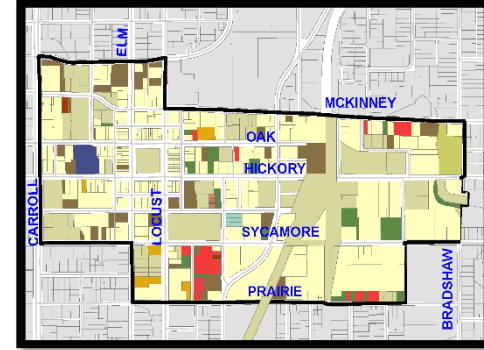 ELM
MCKINNEY
OAK
HICKORY
CARROLL
LOCUST
SYCAMORE
BRADSHAW
PRAIRIE